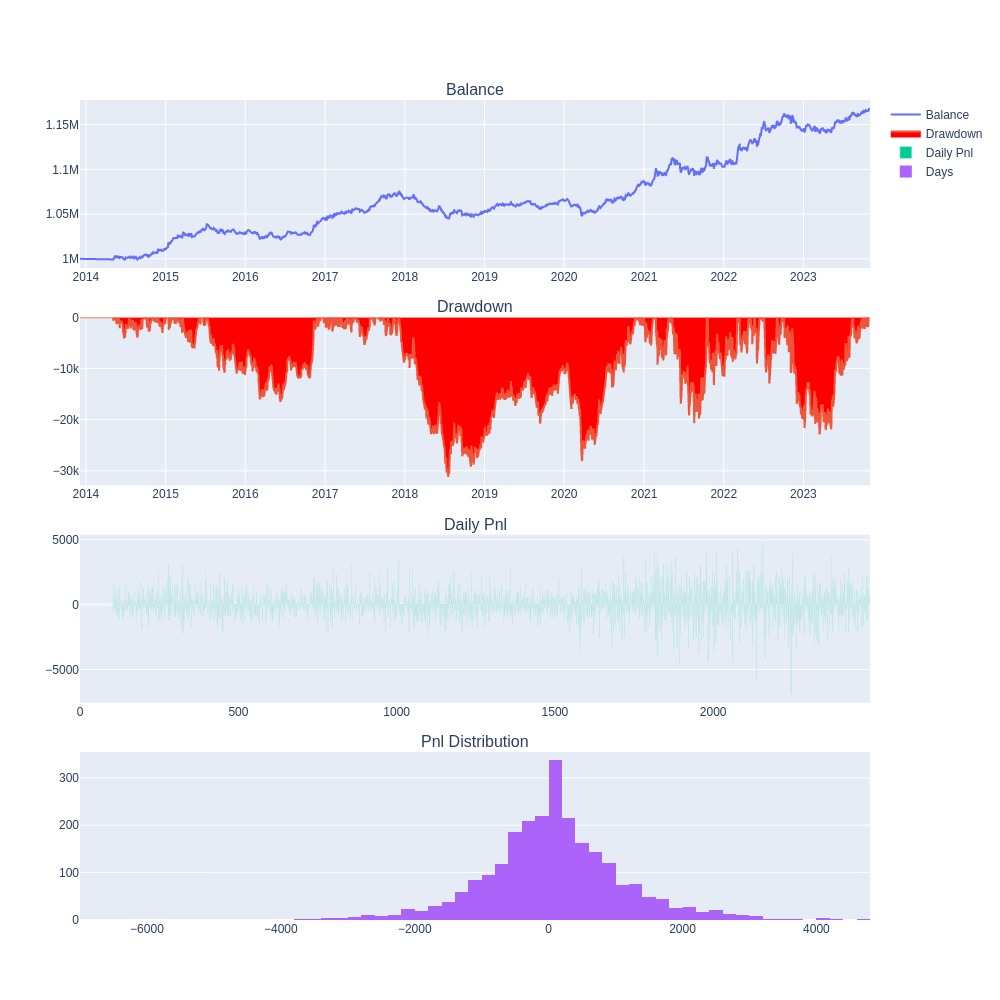 Balance
1.15M
1.1M
1.05M
1M
2014 2015 2016 2017 2018 2019 2020 2021 2022 2023
Balance
Drawdown
Daily Pnl
Days
Drawdown
0
−10k
−20k
−30k
2014 2015 2016 2017 2018 2019 2020 2021 2022 2023
Daily Pnl
5000
0
−5000
0 500 1000 1500 2000
Pnl Distribution
300
200
100
0
−6000 −4000 −2000 0 2000 4000